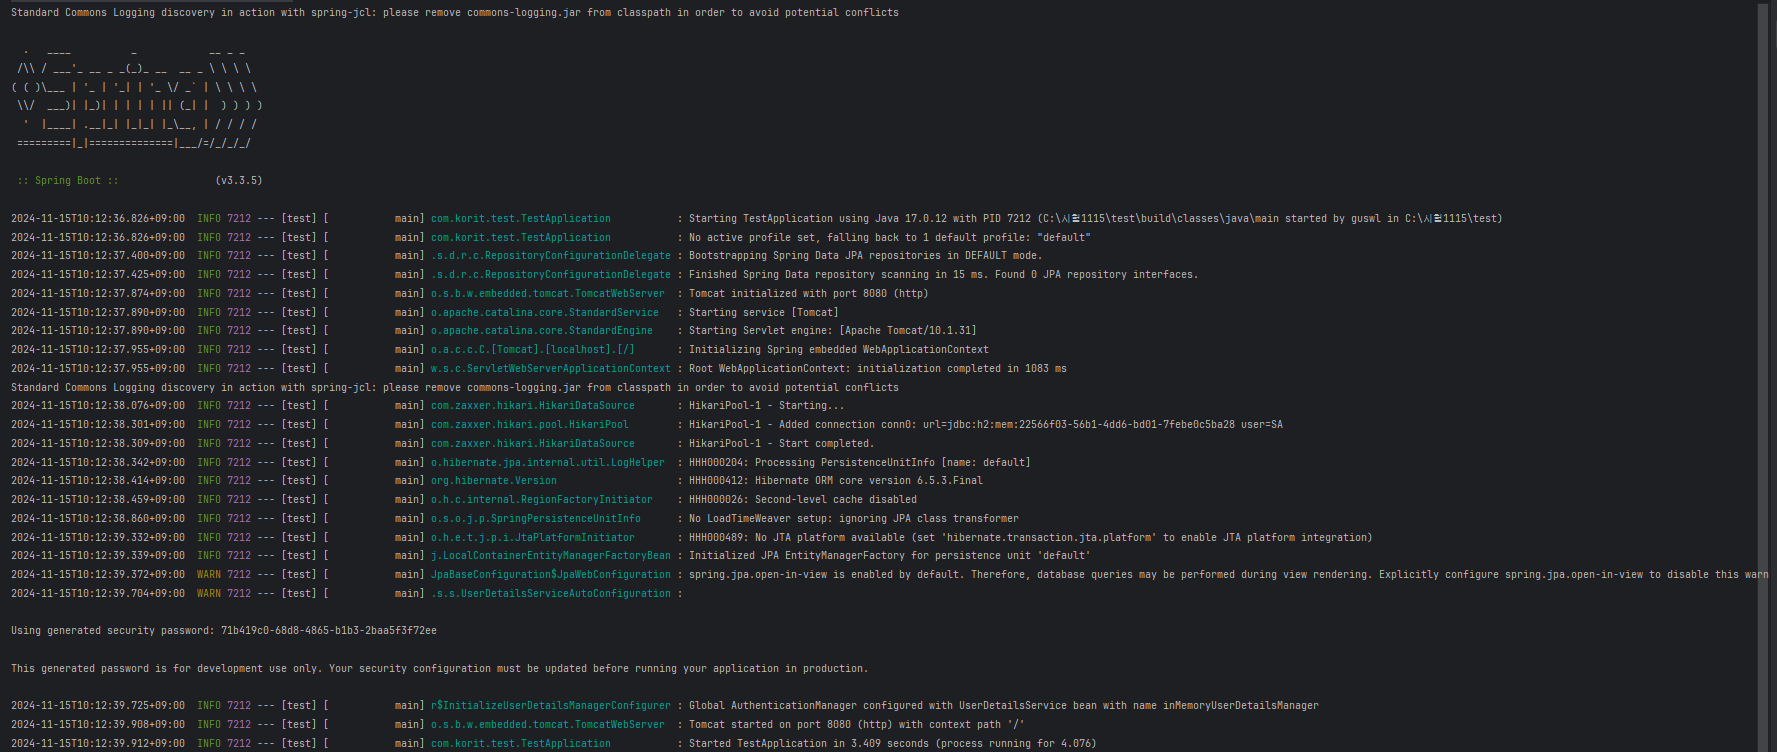 Standard Commons Logging discovery in action with spring-jcl: please remove commons-logging.jar from classpath in order to avoid potential conflicts

  .   ____          _            __ _ _
 /\\ / ___'_ __ _ _(_)_ __  __ _ \ \ \ \
( ( )\___ | '_ | '_| | '_ \/ _` | \ \ \ \
 \\/  ___)| |_)| | | | | || (_| |  ) ) ) )
  '  |____| .__|_| |_|_| |_\__, | / / / /
 =========|_|==============|___/=/_/_/_/

 :: Spring Boot ::                (v3.3.5)

2024-11-15T10:12:36.826+09:00  INFO 7212 --- [test] [           main] com.korit.test.TestApplication           : Starting TestApplication using Java 17.0.12 with PID 7212 (C:\시험1115\test\build\classes\java\main started by guswl in C:\시험1115\test)
2024-11-15T10:12:36.826+09:00  INFO 7212 --- [test] [           main] com.korit.test.TestApplication           : No active profile set, falling back to 1 default profile: "default"
2024-11-15T10:12:37.400+09:00  INFO 7212 --- [test] [           main] .s.d.r.c.RepositoryConfigurationDelegate : Bootstrapping Spring Data JPA repositories in DEFAULT mode.
2024-11-15T10:12:37.425+09:00  INFO 7212 --- [test] [           main] .s.d.r.c.RepositoryConfigurationDelegate : Finished Spring Data repository scanning in 15 ms. Found 0 JPA repository interfaces.
2024-11-15T10:12:37.874+09:00  INFO 7212 --- [test] [           main] o.s.b.w.embedded.tomcat.TomcatWebServer  : Tomcat initialized with port 8080 (http)
2024-11-15T10:12:37.890+09:00  INFO 7212 --- [test] [           main] o.apache.catalina.core.StandardService   : Starting service [Tomcat]
2024-11-15T10:12:37.890+09:00  INFO 7212 --- [test] [           main] o.apache.catalina.core.StandardEngine    : Starting Servlet engine: [Apache Tomcat/10.1.31]
2024-11-15T10:12:37.955+09:00  INFO 7212 --- [test] [           main] o.a.c.c.C.[Tomcat].[localhost].[/]       : Initializing Spring embedded WebApplicationContext
2024-11-15T10:12:37.955+09:00  INFO 7212 --- [test] [           main] w.s.c.ServletWebServerApplicationContext : Root WebApplicationContext: initialization completed in 1083 ms
Standard Commons Logging discovery in action with spring-jcl: please remove commons-logging.jar from classpath in order to avoid potential conflicts
2024-11-15T10:12:38.076+09:00  INFO 7212 --- [test] [           main] com.zaxxer.hikari.HikariDataSource       : HikariPool-1 - Starting...
2024-11-15T10:12:38.301+09:00  INFO 7212 --- [test] [           main] com.zaxxer.hikari.pool.HikariPool        : HikariPool-1 - Added connection conn0: url=jdbc:h2:mem:22566f03-56b1-4dd6-bd01-7febe0c5ba28 user=SA
2024-11-15T10:12:38.309+09:00  INFO 7212 --- [test] [           main] com.zaxxer.hikari.HikariDataSource       : HikariPool-1 - Start completed.
2024-11-15T10:12:38.342+09:00  INFO 7212 --- [test] [           main] o.hibernate.jpa.internal.util.LogHelper  : HHH000204: Processing PersistenceUnitInfo [name: default]
2024-11-15T10:12:38.414+09:00  INFO 7212 --- [test] [           main] org.hibernate.Version                    : HHH000412: Hibernate ORM core version 6.5.3.Final
2024-11-15T10:12:38.459+09:00  INFO 7212 --- [test] [           main] o.h.c.internal.RegionFactoryInitiator    : HHH000026: Second-level cache disabled
2024-11-15T10:12:38.860+09:00  INFO 7212 --- [test] [           main] o.s.o.j.p.SpringPersistenceUnitInfo      : No LoadTimeWeaver setup: ignoring JPA class transformer
2024-11-15T10:12:39.332+09:00  INFO 7212 --- [test] [           main] o.h.e.t.j.p.i.JtaPlatformInitiator       : HHH000489: No JTA platform available (set 'hibernate.transaction.jta.platform' to enable JTA platform integration)
2024-11-15T10:12:39.339+09:00  INFO 7212 --- [test] [           main] j.LocalContainerEntityManagerFactoryBean : Initialized JPA EntityManagerFactory for persistence unit 'default'
2024-11-15T10:12:39.372+09:00  WARN 7212 --- [test] [           main] JpaBaseConfiguration$JpaWebConfiguration : spring.jpa.open-in-view is enabled by default. Therefore, database queries may be performed during view rendering. Explicitly configure spring.jpa.open-in-view to disable this warn
2024-11-15T10:12:39.704+09:00  WARN 7212 --- [test] [           main] .s.s.UserDetailsServiceAutoConfiguration :

Using generated security password: 71b419c0-68d8-4865-b1b3-2baa5f3f72ee

This generated password is for development use only. Your security configuration must be updated before running your application in production.

2024-11-15T10:12:39.725+09:00  INFO 7212 --- [test] [           main] r$InitializeUserDetailsManagerConfigurer : Global AuthenticationManager configured with UserDetailsService bean with name inMemoryUserDetailsManager
2024-11-15T10:12:39.908+09:00  INFO 7212 --- [test] [           main] o.s.b.w.embedded.tomcat.TomcatWebServer  : Tomcat started on port 8080 (http) with context path '/'
2024-11-15T10:12:39.912+09:00  INFO 7212 --- [test] [           main] com.korit.test.TestApplication           : Started TestApplication in 3.409 seconds (process running for 4.076)